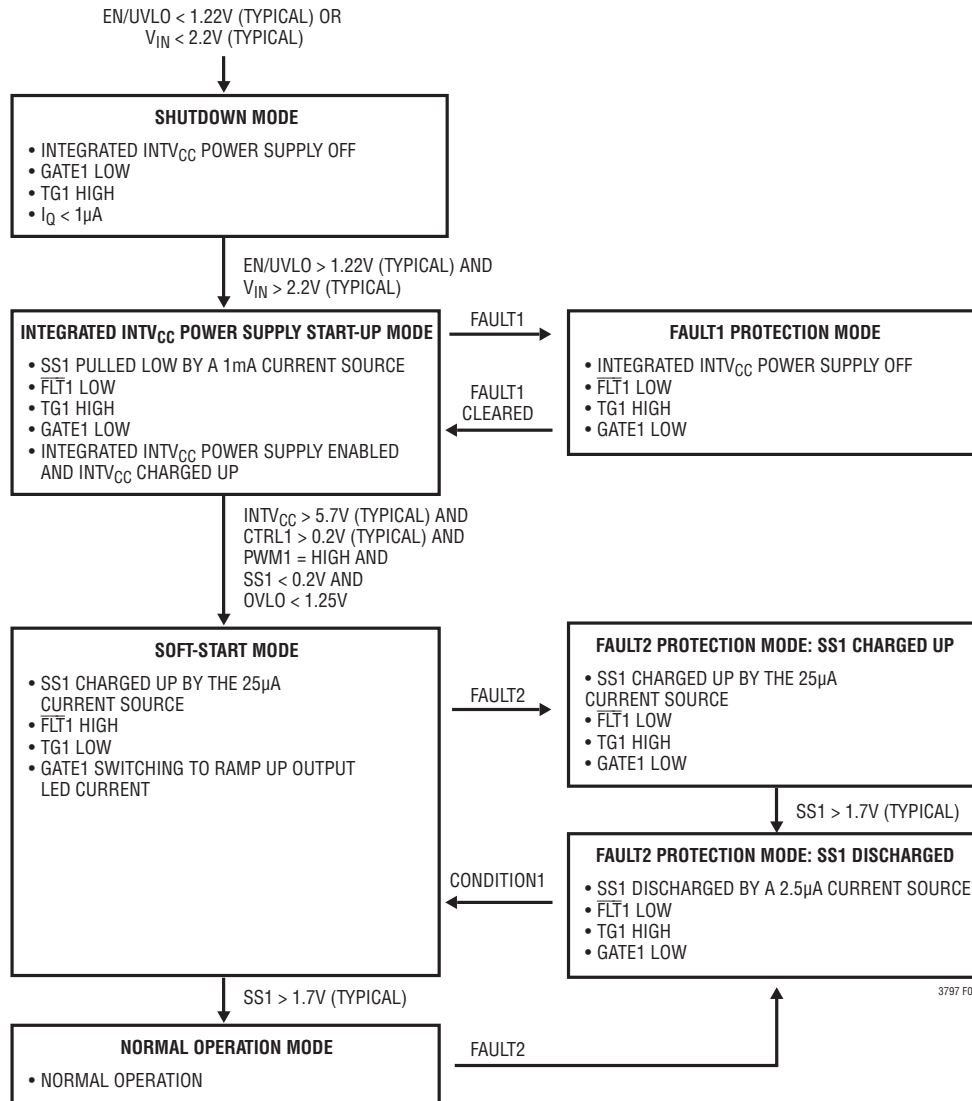 EN/UVLO < 1.22V (TYPICAL) OR
VIN < 2.2V (TYPICAL)
SHUTDOWN MODE
• INTEGRATED INTVCC POWER SUPPLY OFF
• GATE1 LOW
• TG1 HIGH
• IQ < 1µA
EN/UVLO > 1.22V (TYPICAL) AND
VIN > 2.2V (TYPICAL)
INTEGRATED INTVCC POWER SUPPLY START-UP MODE
• SS1 PULLED LOW BY A 1mA CURRENT SOURCE
• F̅L̅T̅1 LOW
• TG1 HIGH
• GATE1 LOW
• INTEGRATED INTVCC POWER SUPPLY ENABLED
AND INTVCC CHARGED UP
FAULT1
FAULT1
CLEARED
FAULT1 PROTECTION MODE
• INTEGRATED INTVCC POWER SUPPLY OFF
• F̅L̅T̅1 LOW
• TG1 HIGH
• GATE1 LOW
INTVCC > 5.7V (TYPICAL) AND
CTRL1 > 0.2V (TYPICAL) AND
PWM1 = HIGH AND
SS1 < 0.2V AND
OVLO < 1.25V
SOFT-START MODE
• SS1 CHARGED UP BY THE 25µA
CURRENT SOURCE
• F̅L̅T̅1 HIGH
• TG1 LOW
• GATE1 SWITCHING TO RAMP UP OUTPUT
LED CURRENT
FAULT2
FAULT2 PROTECTION MODE: SS1 CHARGED UP
• SS1 CHARGED UP BY THE 25µA
CURRENT SOURCE
• F̅L̅T̅1 LOW
• TG1 HIGH
• GATE1 LOW
SS1 > 1.7V (TYPICAL)
FAULT2 PROTECTION MODE: SS1 DISCHARGED
• SS1 DISCHARGED BY A 2.5µA CURRENT SOURCE
• F̅L̅T̅1 LOW
• TG1 HIGH
• GATE1 LOW
CONDITION1
3797 F0
SS1 > 1.7V (TYPICAL)
NORMAL OPERATION MODE
• NORMAL OPERATION
FAULT2